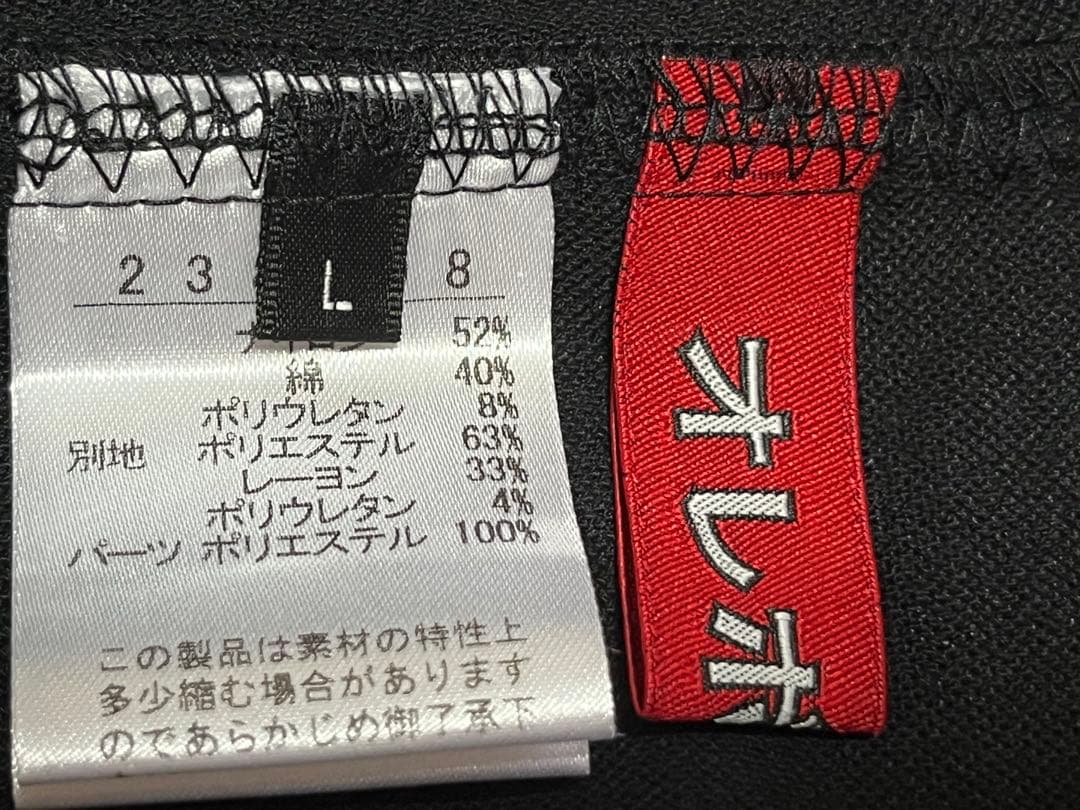 2 3 8
L
52%
綿 40%
ポリウレタン 8%
別地 ポリエステル 63%
レーヨン 33%
ポリウレタン 4%
パーツ ポリエステル 100%
この製品は素材の特性上
多少縮む場合があります
のであらかじめ御了承下
オレ